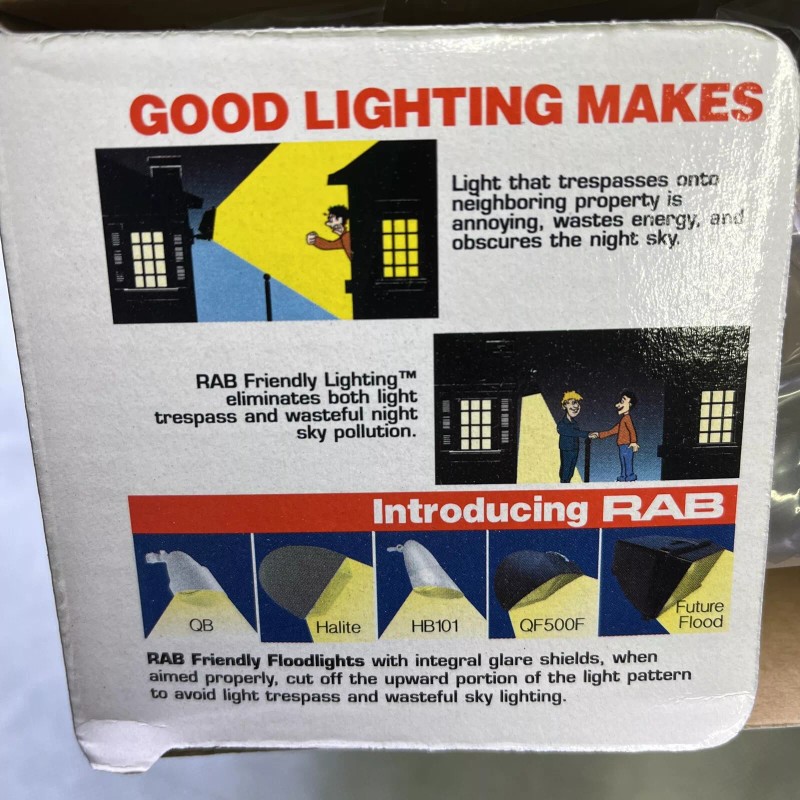 GOOD LIGHTING MAKES
Light that trespasses onto
neighboring property is
annoying, wastes energy, and
obscures the night sky.
RAB Friendly Lighting™
eliminates both light
trespass and wasteful night
sky pollution.
Introducing RAB
QB
Halite
HB101
QF500F
Future
Flood
RAB Friendly Floodlights with integral glare shields, when
aimed properly, cut off the upward portion of the light pattern
to avoid light trespass and wasteful sky lighting.